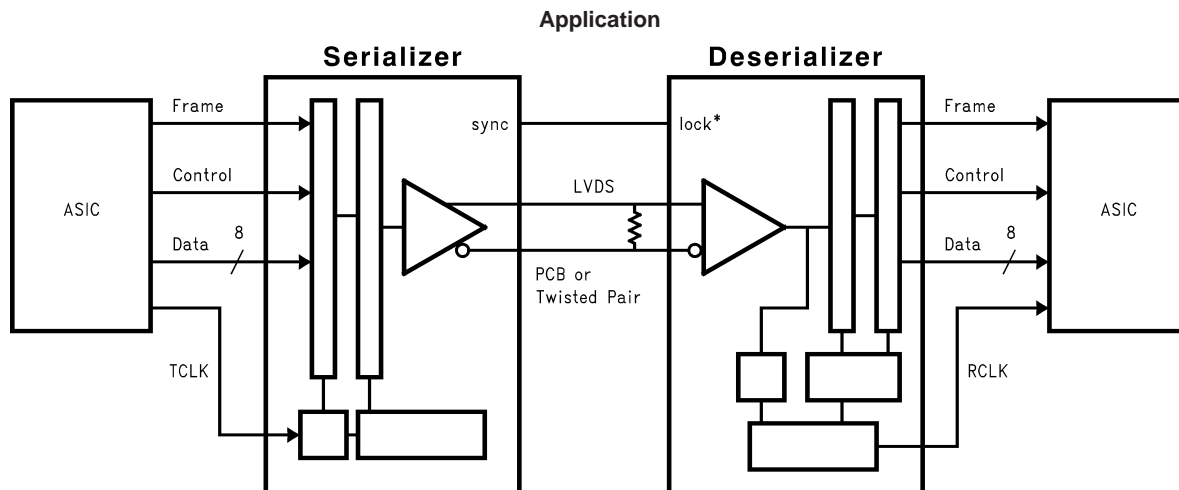 Application
Serializer
Deserializer
Frame
Control
ASIC
8
Data
TCLK
sync
lock*
LVDS
PCB or
Twisted Pair
Frame
Control
ASIC
8
Data
RCLK